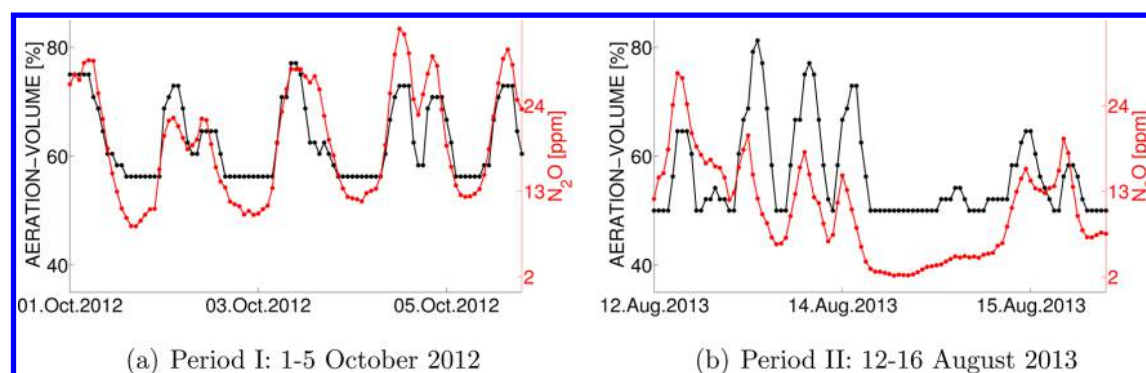 AERATION-VOLUME [%]
80
60
40
24
13
2
N2O [ppm]
01.Oct.2012 03.Oct.2012 05.Oct.2012
(a) Period I: 1-5 October 2012
AERATION-VOLUME [%]
80
60
40
24
13
2
N2O [ppm]
12.Aug.2013 14.Aug.2013 15.Aug.2013
(b) Period II: 12-16 August 2013